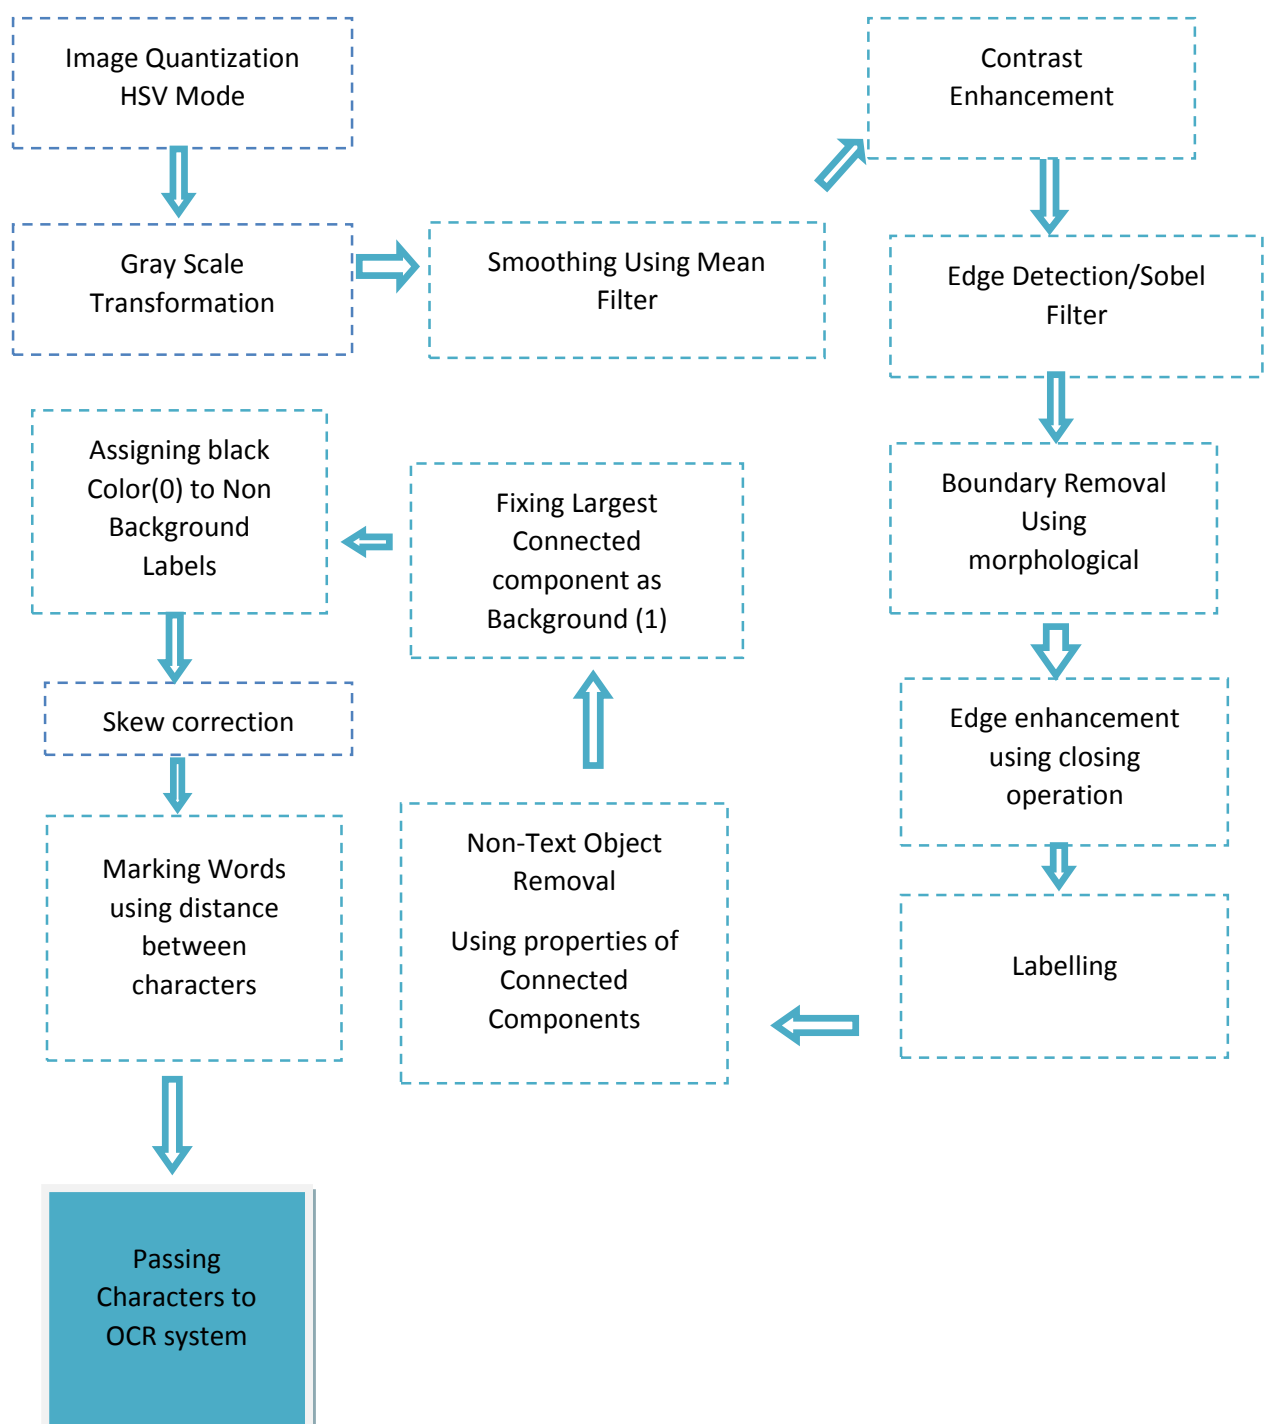 Image Quantization
HSV Mode
Gray Scale
Transformation
Smoothing Using Mean
Filter
Contrast
Enhancement
Edge Detection/Sobel
Filter
Boundary Removal
Using
morphological
Edge enhancement
using closing
operation
Labelling
Non-Text Object
Removal
Using properties of
Connected
Components
Fixing Largest
Connected
component as
Background (1)
Assigning black
Color(0) to Non
Background
Labels
Skew correction
Marking Words
using distance
between
characters
Passing
Characters to
OCR system